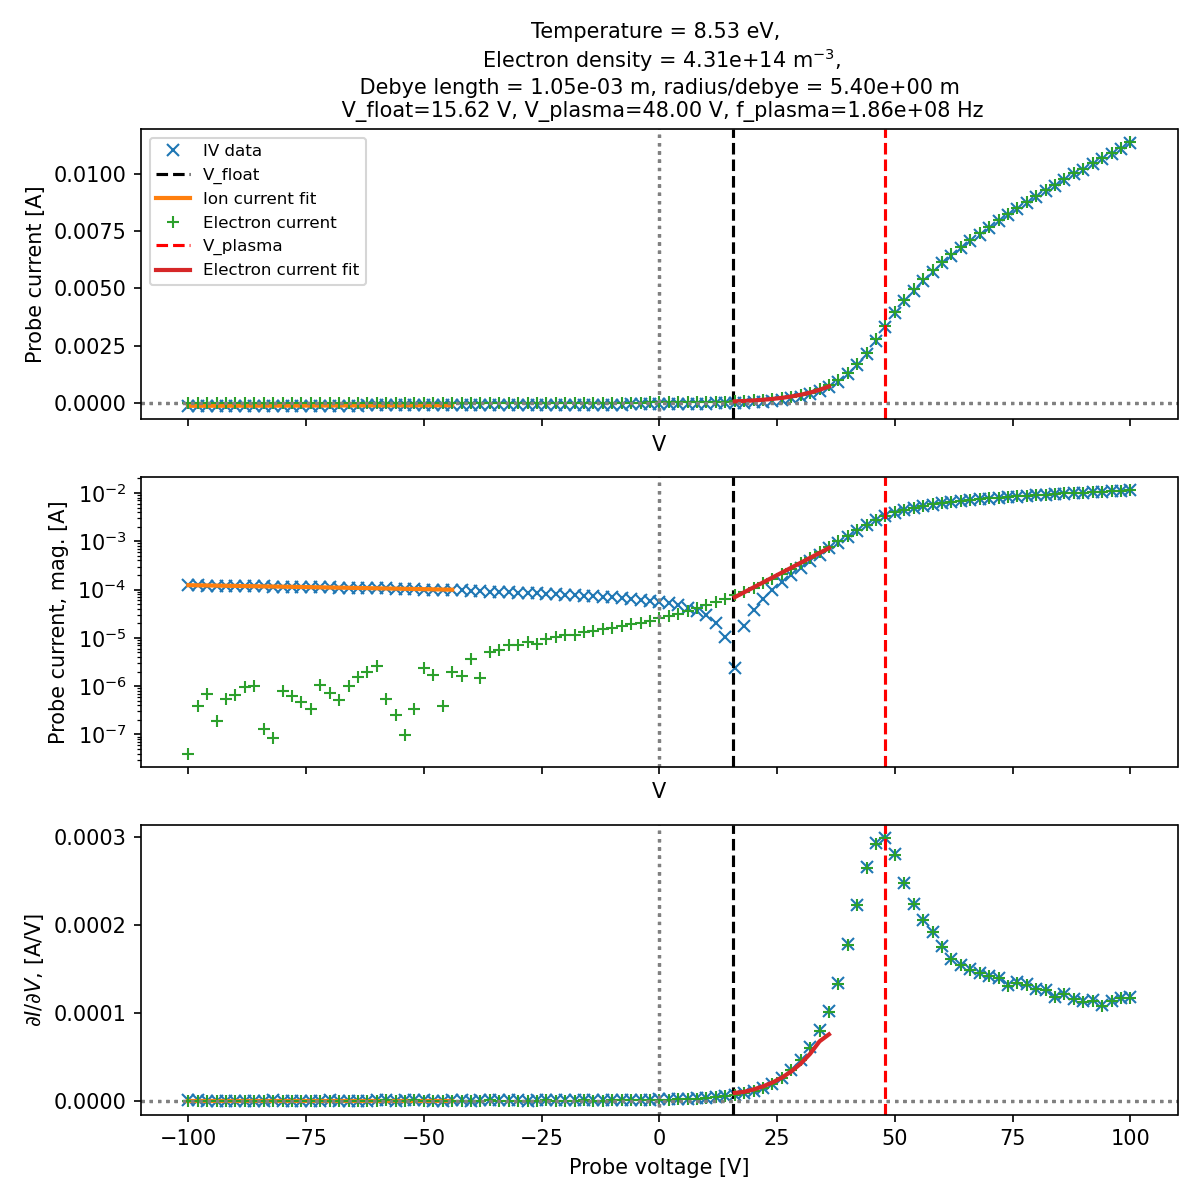 Temperature = 8.53 eV,
Electron density = 4.31e+14 m⁻³,
Debye length = 1.05e-03 m, radius/debye = 5.40e+00 m
V_float=15.62 V, V_plasma=48.00 V, f_plasma=1.86e+08 Hz
Probe current [A]
0.0100
0.0075
0.0050
0.0025
0.0000
IV data
V_float
Ion current fit
Electron current
V_plasma
Electron current fit
V
Probe current, mag. [A]
10⁻²
10⁻³
10⁻⁴
10⁻⁵
10⁻⁶
10⁻⁷
V
∂I/∂V, [A/V]
0.0003
0.0002
0.0001
0.0000
−100 −75 −50 −25 0 25 50 75 100
Probe voltage [V]